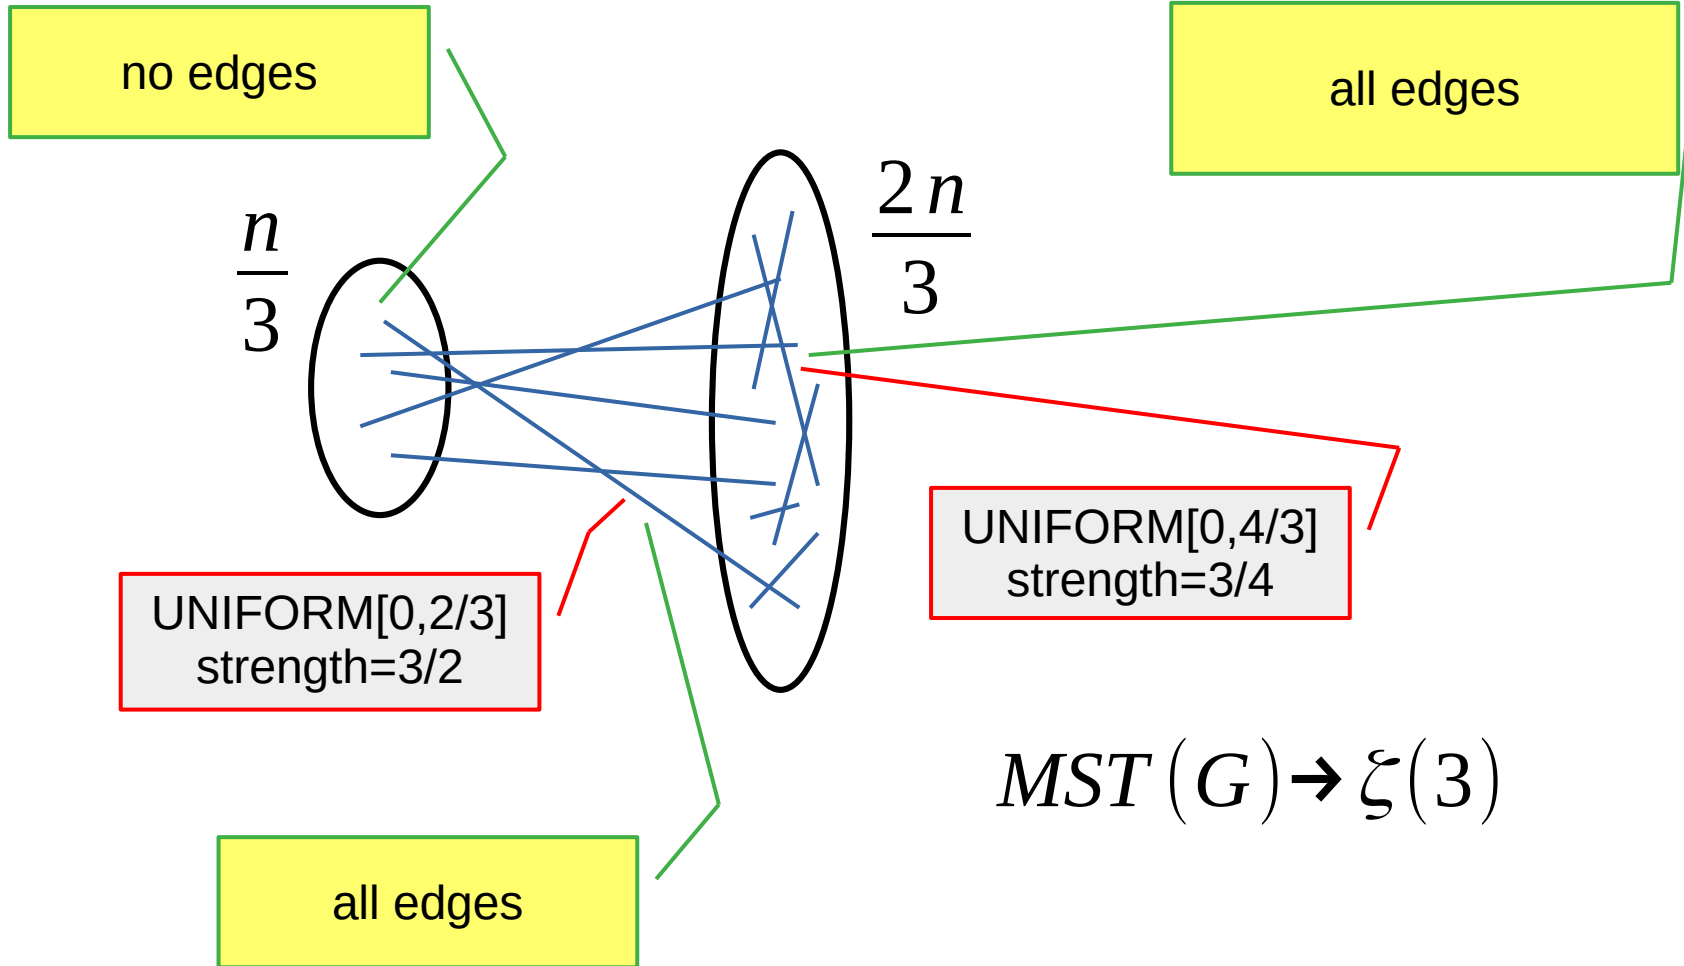 no edges
all edges
n/3
2n/3
UNIFORM[0,4/3]
strength=3/4
UNIFORM[0,2/3]
strength=3/2
MST(G)→ζ(3)
all edges